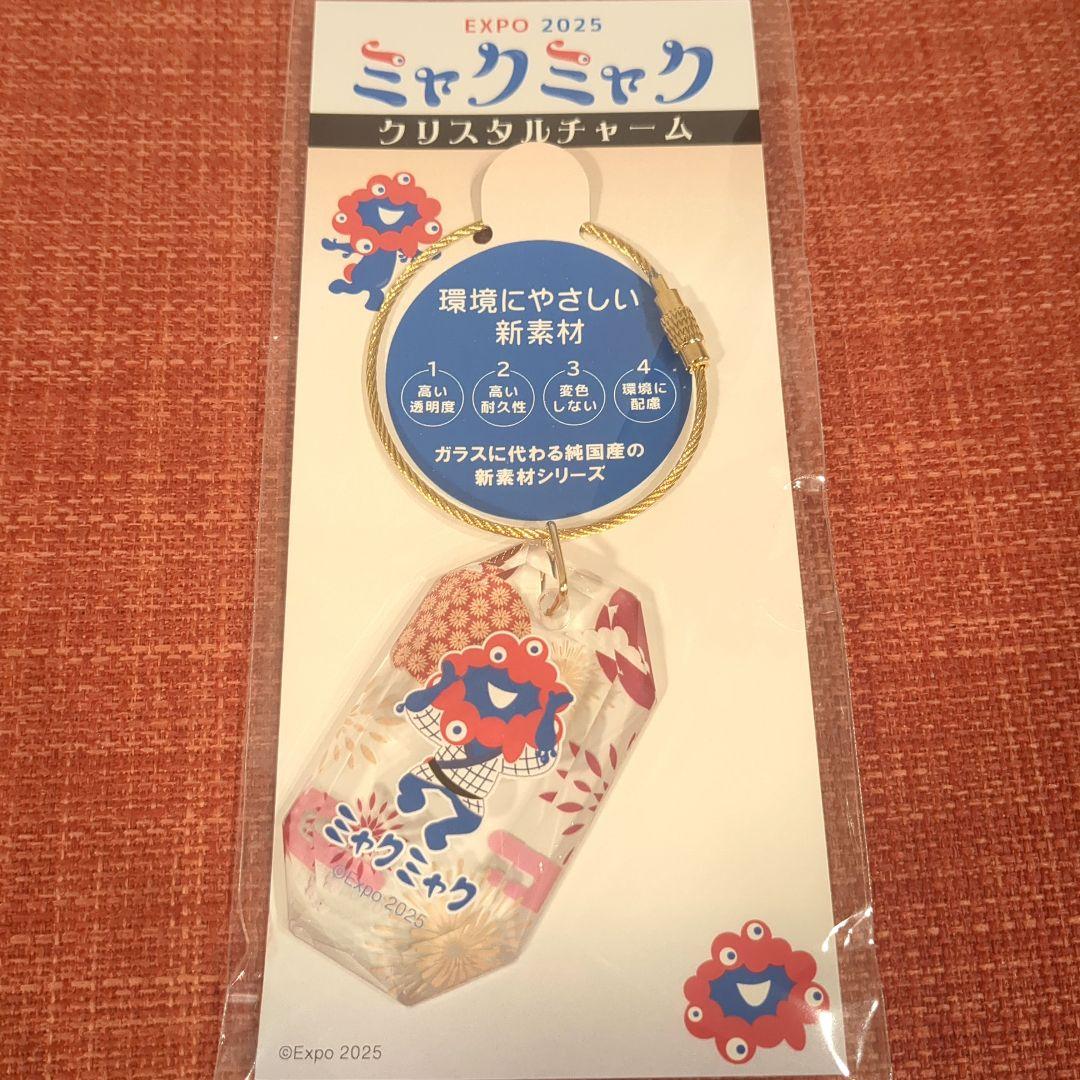 EXPO 2025
ミャクミャク
クリスタルチャーム
環境にやさしい
新素材
1
高い
透明度
2
高い
耐久性
3
変色
しない
4
環境に
配慮
ガラスに代わる純国産の
新素材シリーズ
ミャクミャク
©Expo 2025
©Expo 2025